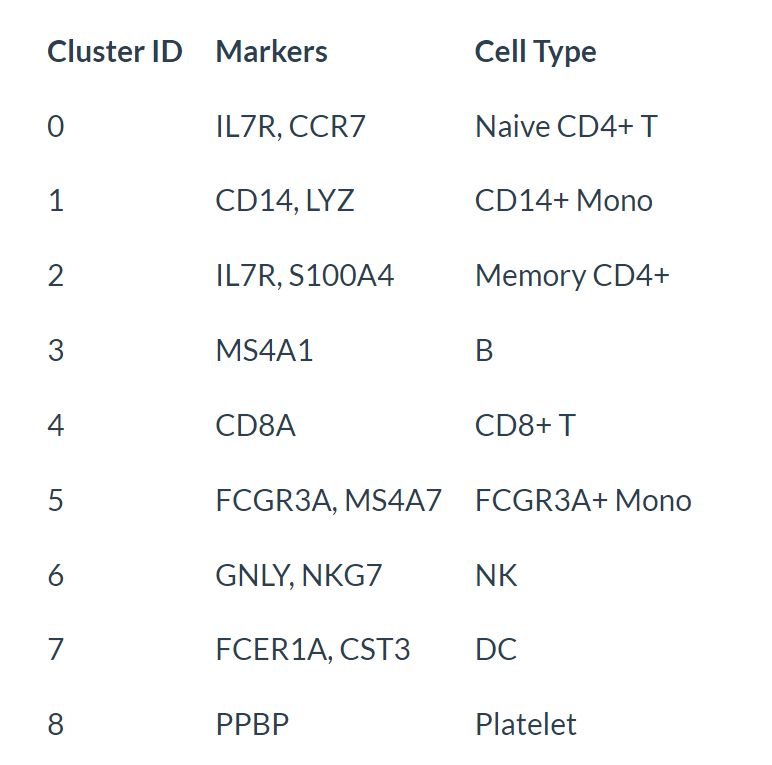 Cluster ID Markers Cell Type
0 IL7R, CCR7 Naive CD4+ T
1 CD14, LYZ CD14+ Mono
2 IL7R, S100A4 Memory CD4+
3 MS4A1 B
4 CD8A CD8+ T
5 FCGR3A, MS4A7 FCGR3A+ Mono
6 GNLY, NKG7 NK
7 FCER1A, CST3 DC
8 PPBP Platelet